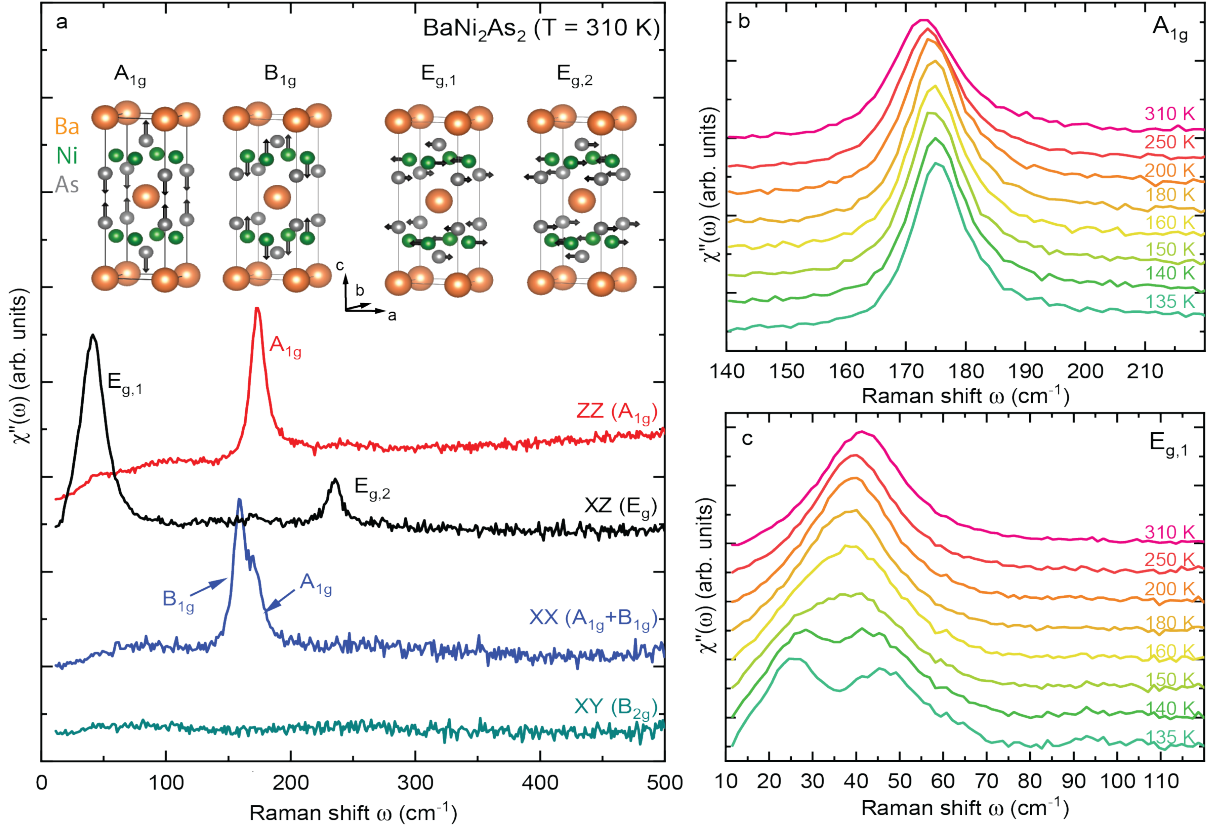 a
BaNi₂As₂ (T = 310 K)
A₁g
B₁g
Eg,1
Eg,2
Ba
Ni
As
c
b
a
Eg,1
A₁g
ZZ (A₁g)
Eg,2
XZ (Eg)
B₁g
A₁g
XX (A₁g+B₁g)
XY (B₂g)
χ''(ω) (arb. units)
0 100 200 300 400 500
Raman shift ω (cm⁻¹)
b
A₁g
310 K
250 K
200 K
180 K
160 K
150 K
140 K
135 K
χ''(ω) (arb. units)
140 150 160 170 180 190 200 210
Raman shift ω (cm⁻¹)
c
Eg,1
310 K
250 K
200 K
180 K
160 K
150 K
140 K
135 K
χ''(ω) (arb. units)
10 20 30 40 50 60 70 80 90 100 110
Raman shift ω (cm⁻¹)